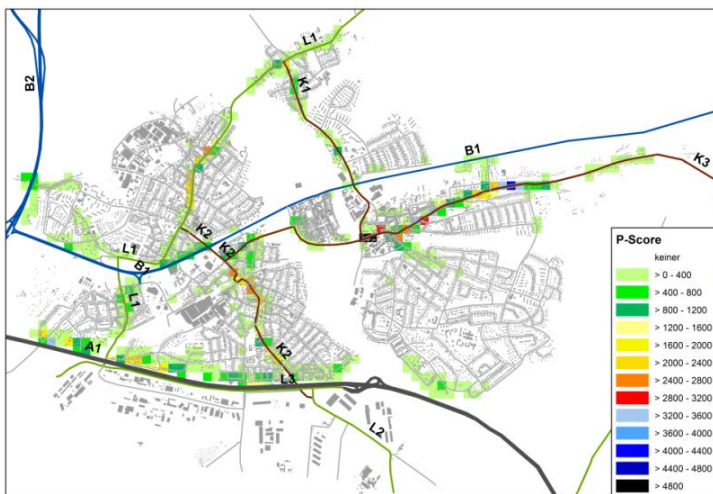 L1
B2
K1
B1
K3
K2
K2
L1
B1
L1
A1
K2
L3
L2
P-Score
keiner
> 0 - 400
> 400 - 800
> 800 - 1200
> 1200 - 1600
> 1600 - 2000
> 2000 - 2400
> 2400 - 2800
> 2800 - 3200
> 3200 - 3600
> 3600 - 4000
> 4000 - 4400
> 4400 - 4800
> 4800